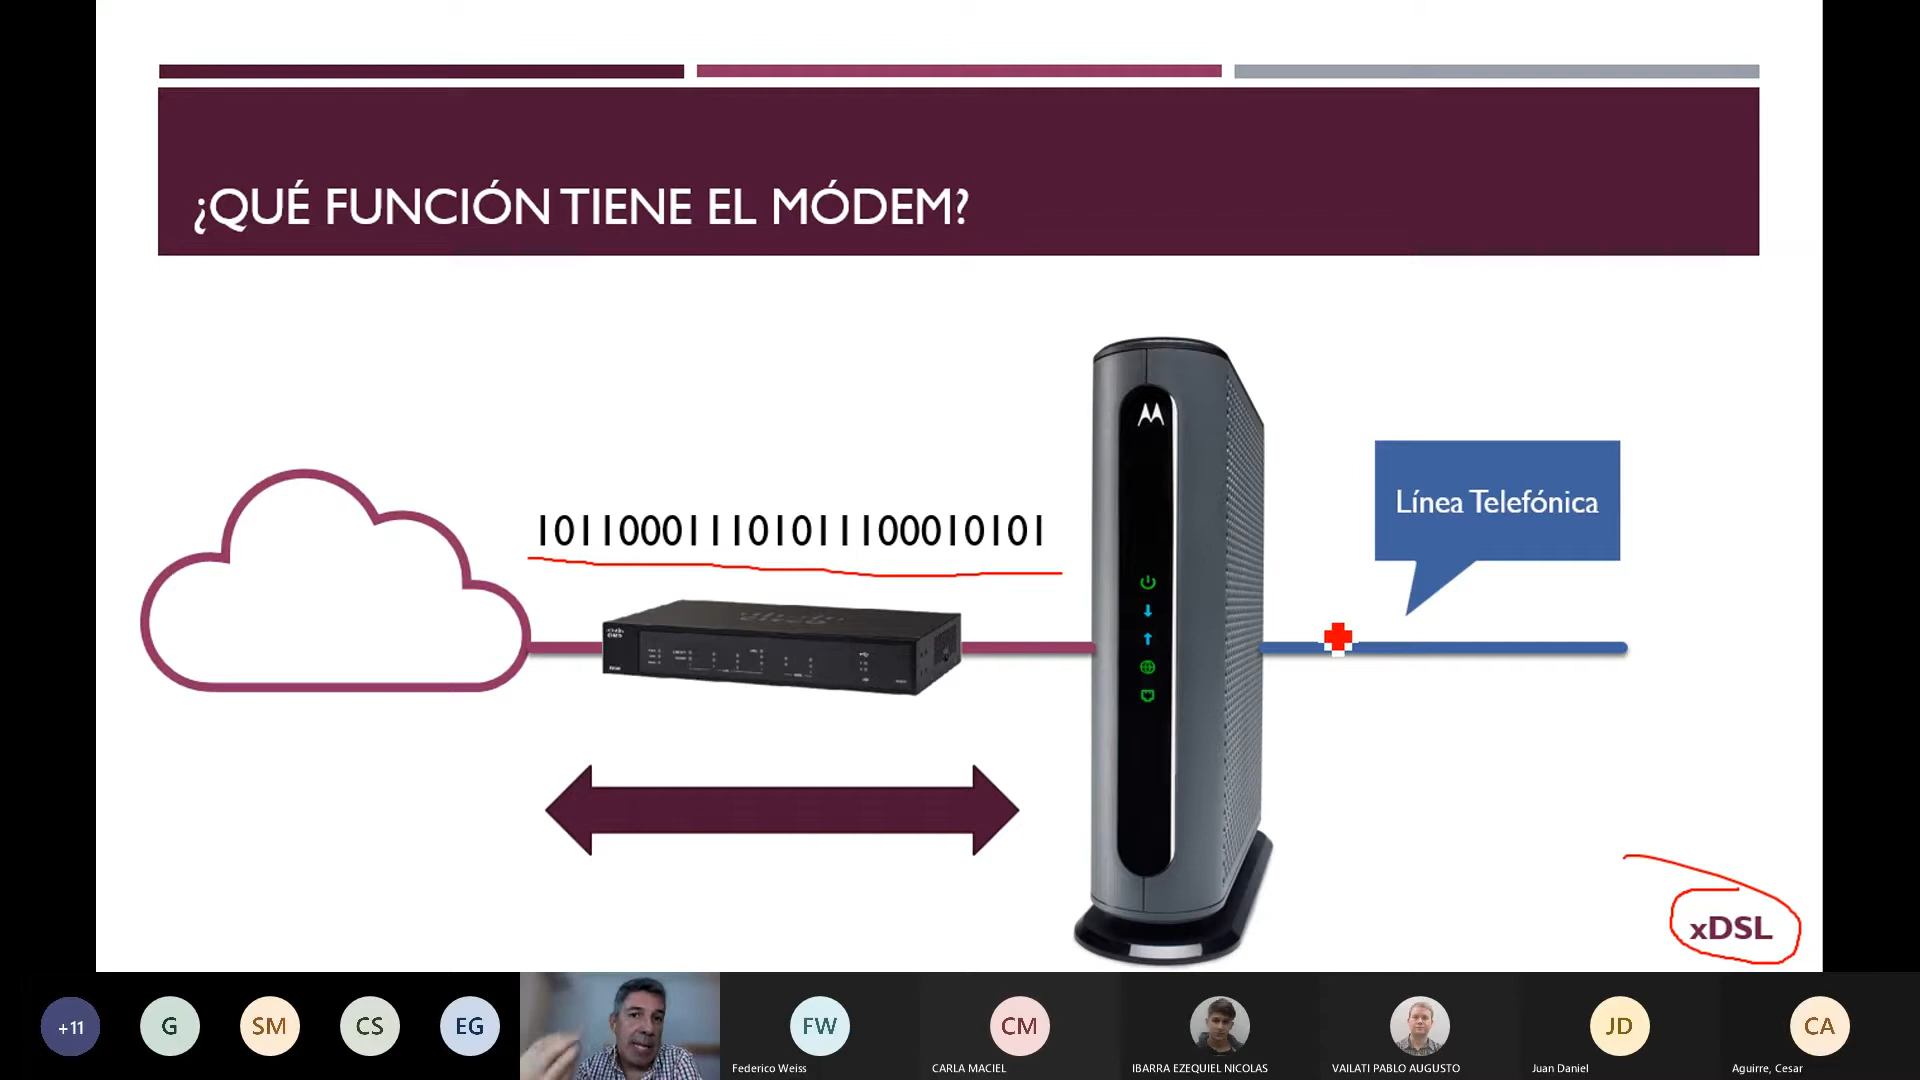 ¿QUÉ FUNCIÓN TIENE EL MÓDEM?
Línea Telefónica
101100011101011100010101
xDSL
+11
G
SM
CS
EG
FW
Federico Weiss
CM
CARLA MACIEL
IBARRA EZEQUIEL NICOLAS
VAILATI PABLO AUGUSTO
JD
Juan Daniel
CA
Aguirre, Cesar